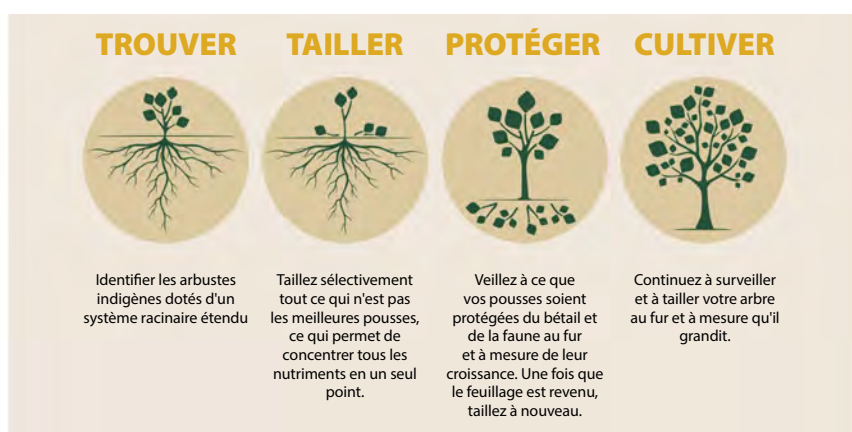 TROUVER
Identifier les arbustes
indigènes dotés d'un
système racinaire étendu
TAILLER
Taillez sélectivement
tout ce qui n'est pas
les meilleures pousses,
ce qui permet de
concentrer tous les
nutriments en un seul
point.
PROTÉGER
Veillez à ce que
vos pousses soient
protégées du bétail et
de la faune au fur
et à mesure de leur
croissance. Une fois que
le feuillage est revenu,
taillez à nouveau.
CULTIVER
Continuez à surveiller
et à tailler votre arbre
au fur et à mesure qu'il
grandit.